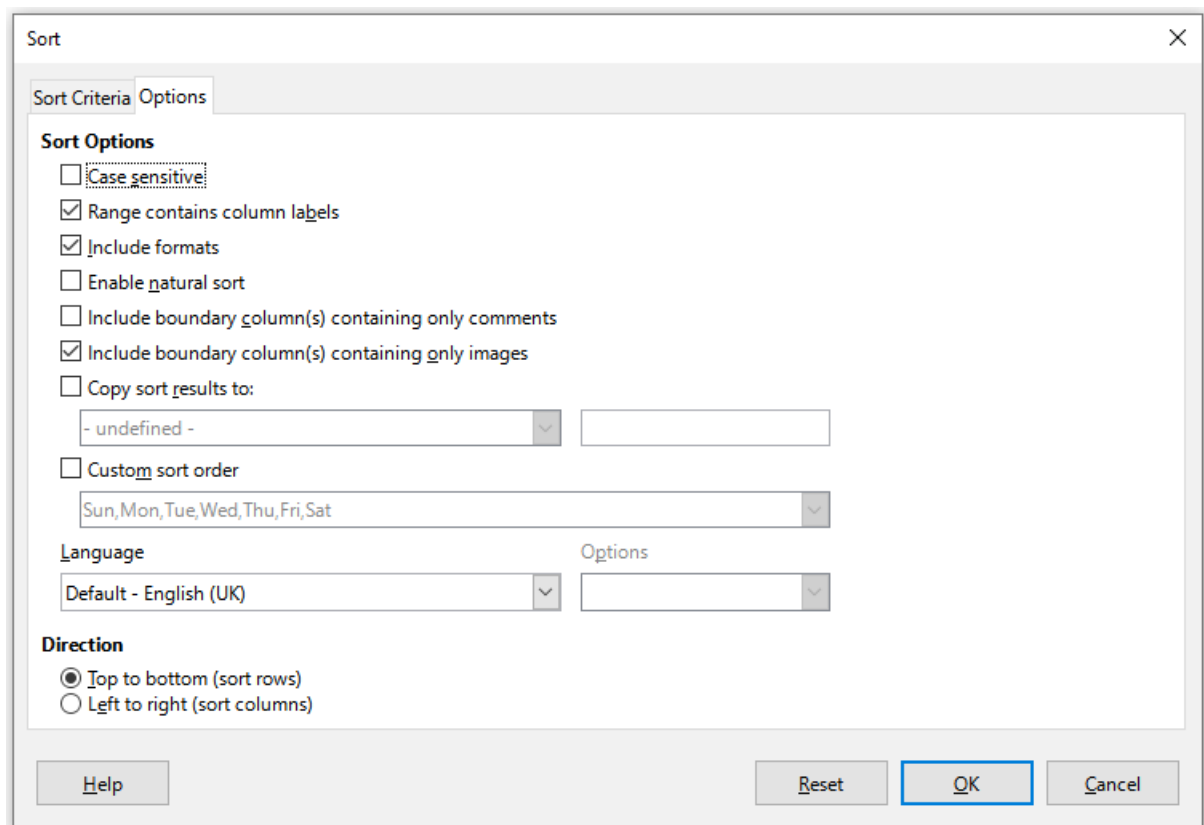 Sort
Sort Criteria Options
Sort Options
Case sensitive
Range contains column labels
Include formats
Enable natural sort
Include boundary column(s) containing only comments
Include boundary column(s) containing only images
Copy sort results to:
- undefined -
Custom sort order
Sun,Mon,Tue,Wed,Thu,Fri,Sat
Language Options
Default - English (UK)
Direction
Top to bottom (sort rows)
Left to right (sort columns)
Help Reset OK Cancel